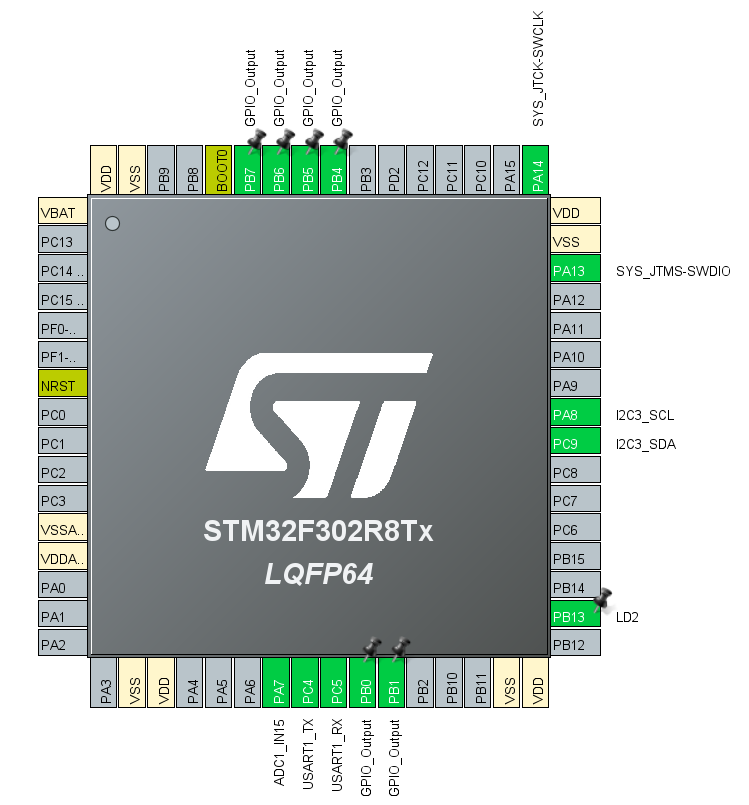 SYS_JTCK-SWCLK
GPIO_Output
GPIO_Output
GPIO_Output
GPIO_Output
VDD
VSS
PB9
PB8
BOOT0
PB7
PB6
PB5
PB4
PB3
PD2
PC12
PC11
PC10
PA15
PA14
VBAT
PC13
PC14 ..
PC15 ..
PF0-..
PF1-..
NRST
PC0
PC1
PC2
PC3
VSSA..
VDDA..
PA0
PA1
PA2
VDD
VSS
PA13 SYS_JTMS-SWDIO
PA12
PA11
PA10
PA9
PA8 I2C3_SCL
PC9 I2C3_SDA
PC8
PC7
PC6
PB15
PB14
PB13 LD2
PB12
ST
STM32F302R8Tx
LQFP64
PA3
VSS
VDD
PA4
PA5
PA6
PA7
PC4
PC5
PB0
PB1
PB2
PB10
PB11
VSS
VDD
ADC1_IN15
USART1_TX
USART1_RX
GPIO_Output
GPIO_Output